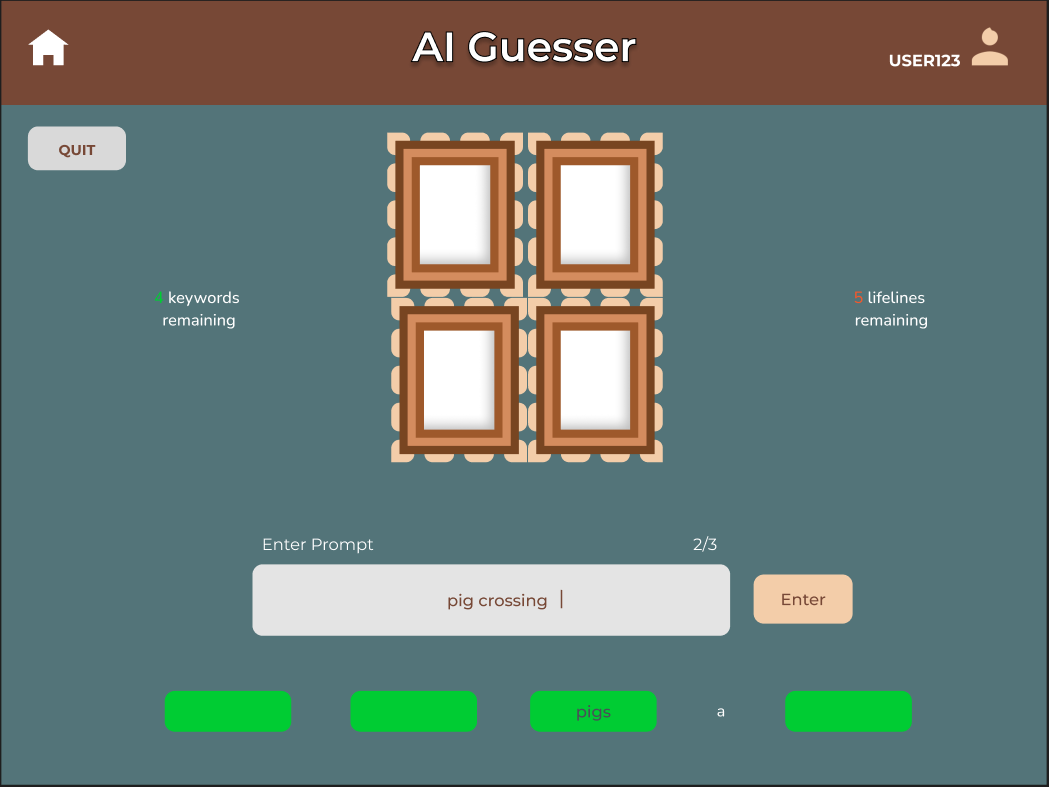 AI Guesser
USER123
QUIT
4 keywords
remaining
5 lifelines
remaining
Enter Prompt
2/3
pig crossing
Enter
pigs
a